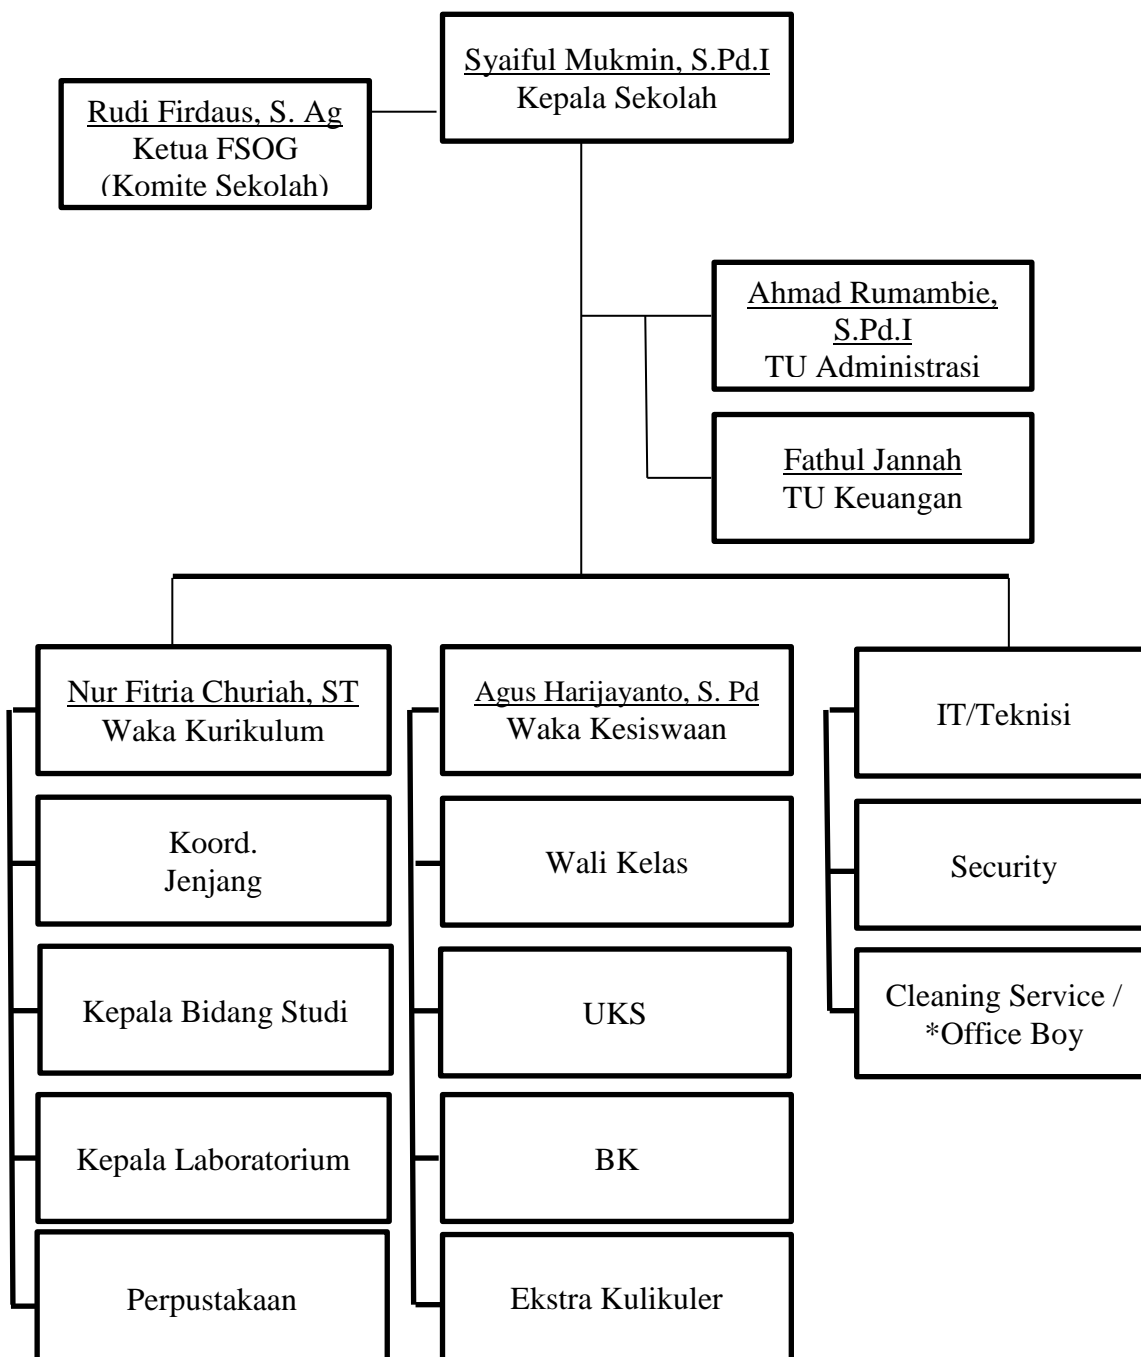 Syaiful Mukmin, S.Pd.I
Kepala Sekolah
Rudi Firdaus, S. Ag
Ketua FSOG
(Komite Sekolah)
Ahmad Rumambie,
S.Pd.I
TU Administrasi
Fathul Jannah
TU Keuangan
Nur Fitria Churiah, ST
Waka Kurikulum
Koord.
Jenjang
Kepala Bidang Studi
Kepala Laboratorium
Perpustakaan
Agus Harijayanto, S. Pd
Waka Kesiswaan
Wali Kelas
UKS
BK
Ekstra Kulikuler
IT/Teknisi
Security
Cleaning Service /
*Office Boy